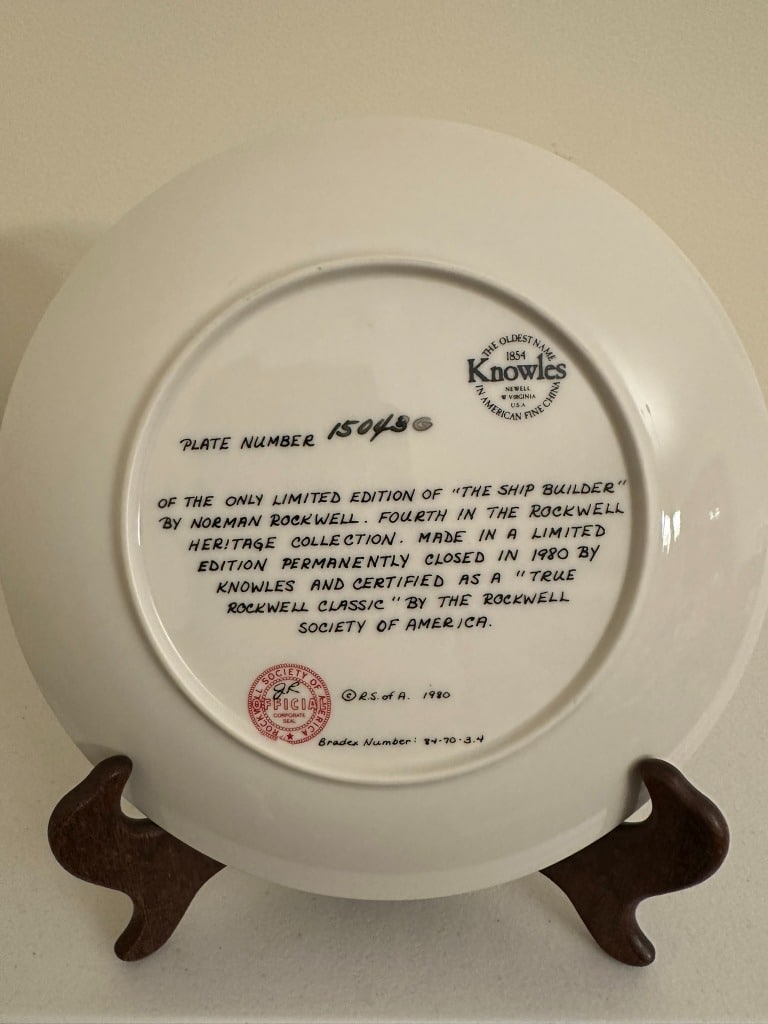 THE OLDEST NAME
1854
Knowles
NEWELL
W VIRGINIA
U.S.A
IN AMERICAN FINE CHINA
PLATE NUMBER 15043G
OF THE ONLY LIMITED EDITION OF "THE SHIP BUILDER"
BY NORMAN ROCKWELL. FOURTH IN THE ROCKWELL
HERITAGE COLLECTION. MADE IN A LIMITED
EDITION PERMANENTLY CLOSED IN 1980 BY
KNOWLES AND CERTIFIED AS A "TRUE
ROCKWELL CLASSIC" BY THE ROCKWELL
SOCIETY OF AMERICA.
ROCKWELL SOCIETY OF AMERICA
JR
OFFICIAL
CORPORATE
SEAL
© R.S. of A. 1980
Bradex Number: 84-70-3.4